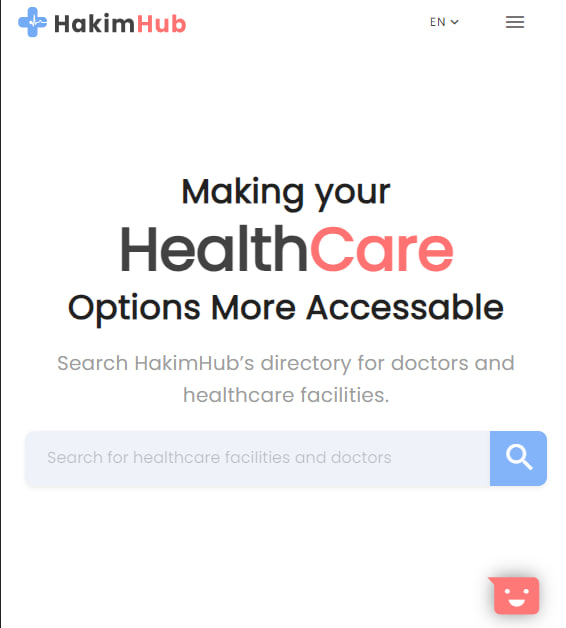 HakimHub
EN
Making your
HealthCare
Options More Accessable
Search HakimHub’s directory for doctors and
healthcare facilities.
Search for healthcare facilities and doctors